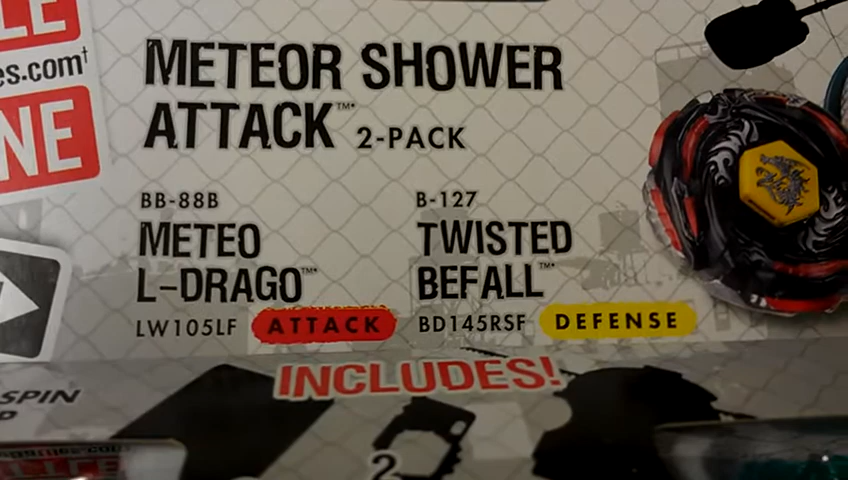 LE
es.com†
NE
METEOR SHOWER
ATTACK™* 2-PACK
BB-88B
METEO
L-DRAGO™*
LW105LF ATTACK
B-127
TWISTED
BEFALL™*
BD145RSF DEFENSE
INCLUDES!
SPIN
D
2